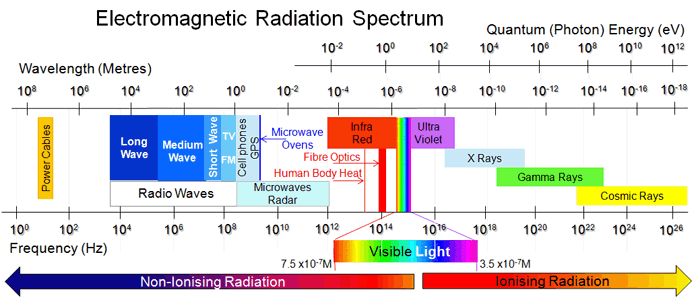 Electromagnetic Radiation Spectrum
Quantum (Photon) Energy (eV)
10⁻² 10⁰ 10² 10⁴ 10⁶ 10⁸ 10¹⁰ 10¹²
Wavelength (Metres)
10⁸ 10⁶ 10⁴ 10² 10⁰ 10⁻² 10⁻⁴ 10⁻⁶ 10⁻⁸ 10⁻¹⁰ 10⁻¹² 10⁻¹⁴ 10⁻¹⁶ 10⁻¹⁸
Power Cables
Long
Wave
Medium
Wave
Short Wave
TV
FM
Cell phones
GPS
Microwave
Ovens
Infra
Red
Ultra
Violet
Fibre Optics
Human Body Heat
X Rays
Gamma Rays
Cosmic Rays
Radio Waves
Microwaves
Radar
10⁰ 10² 10⁴ 10⁶ 10⁸ 10¹⁰ 10¹² 10¹⁴ 10¹⁶ 10¹⁸ 10²⁰ 10²² 10²⁴ 10²⁶
Frequency (Hz)
Visible Light
7.5 x10⁻⁷M
3.5 x10⁻⁷M
Non-Ionising Radiation
Ionising Radiation